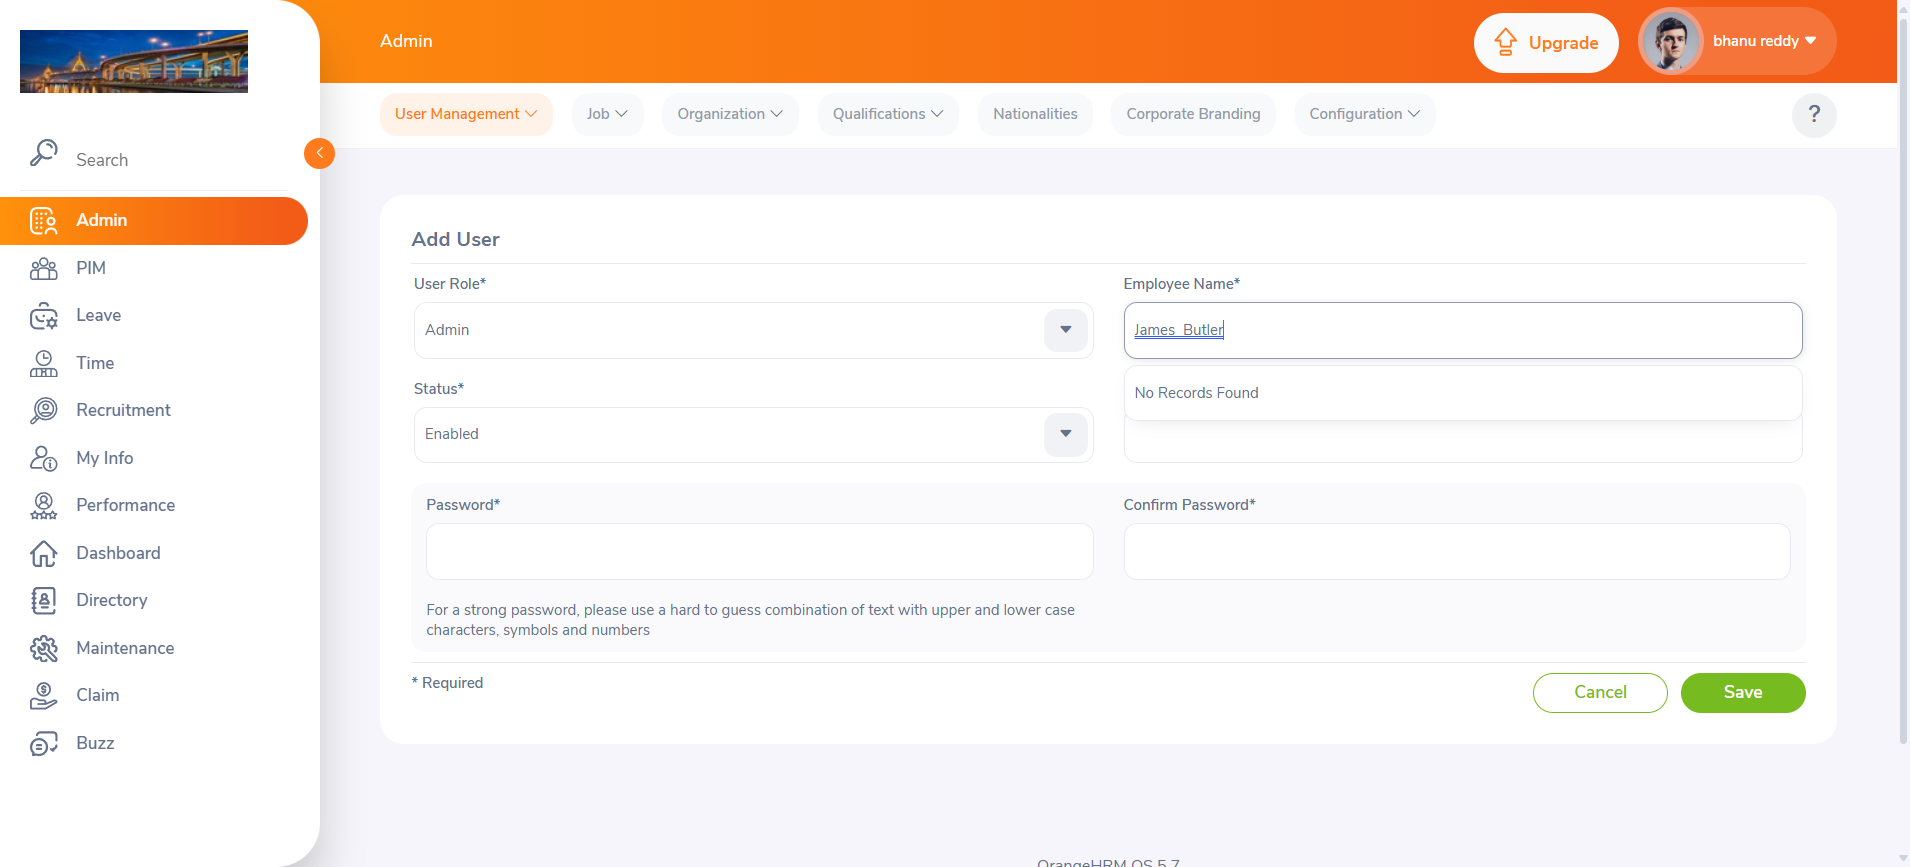 Admin
Upgrade
bhanu reddy
User Management
Job
Organization
Qualifications
Nationalities
Corporate Branding
Configuration
?
Search
Admin
PIM
Leave
Time
Recruitment
My Info
Performance
Dashboard
Directory
Maintenance
Claim
Buzz
Add User
User Role*
Admin
Employee Name*
James  Butler
No Records Found
Status*
Enabled
Password*
Confirm Password*
For a strong password, please use a hard to guess combination of text with upper and lower case
characters, symbols and numbers
* Required
Cancel
Save
OrangeHRM OS 5.7